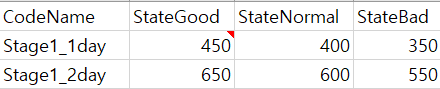 CodeName StateGood StateNormal StateBad
Stage1_1day 450 400 350
Stage1_2day 650 600 550